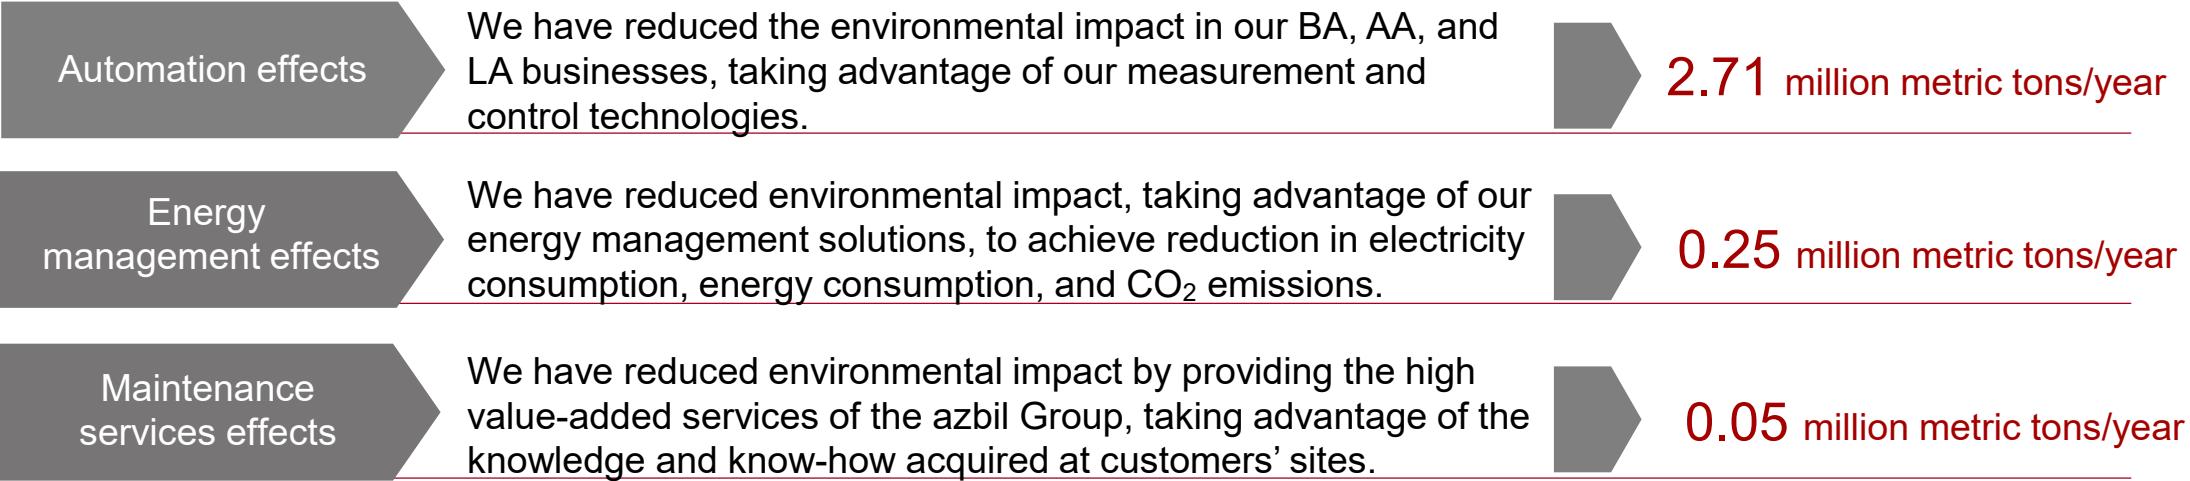 Automation effects
We have reduced the environmental impact in our BA, AA, and
LA businesses, taking advantage of our measurement and
control technologies.
2.71 million metric tons/year
Energy
management effects
We have reduced environmental impact, taking advantage of our
energy management solutions, to achieve reduction in electricity
consumption, energy consumption, and CO₂ emissions.
0.25 million metric tons/year
Maintenance
services effects
We have reduced environmental impact by providing the high
value-added services of the azbil Group, taking advantage of the
knowledge and know-how acquired at customers’ sites.
0.05 million metric tons/year